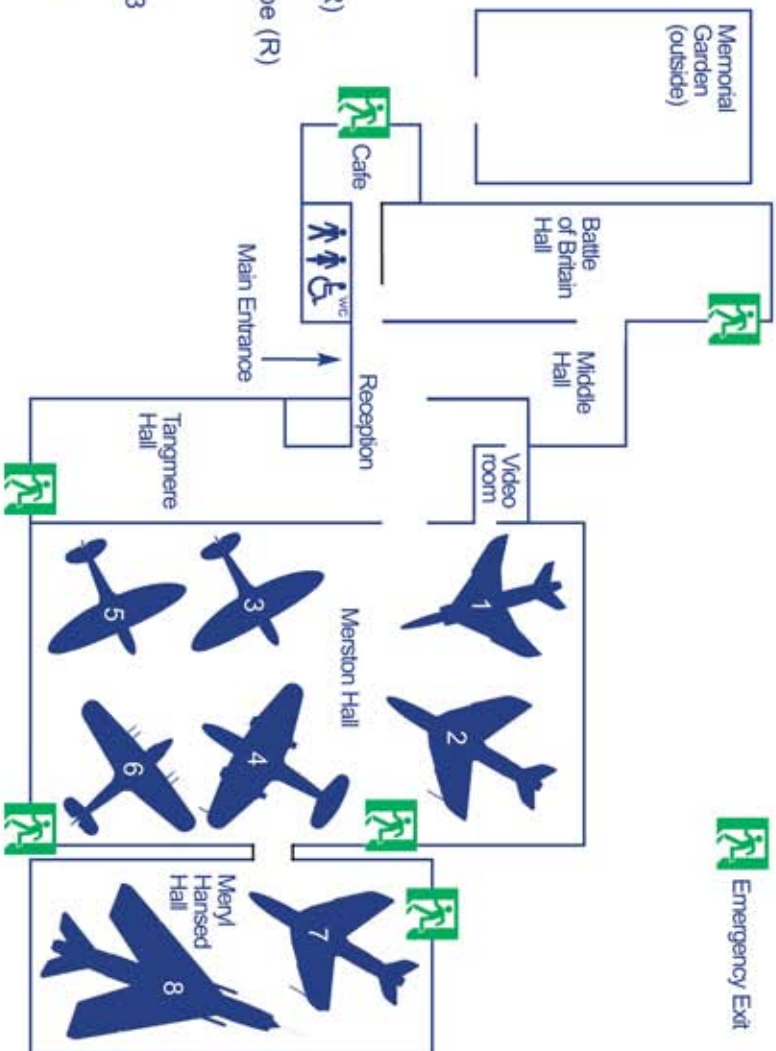 Emergency Exit
Memorial
Garden
(outside)
Battle
of Britain
Hall
Middle
Hall
Video
room
1
2
Cafe
WC
Reception
Merston Hall
Main Entrance
7
3
4
Meryl
Hansed
Hall
Tangmere
Hall
5
6
8
R)
pe (R)
3